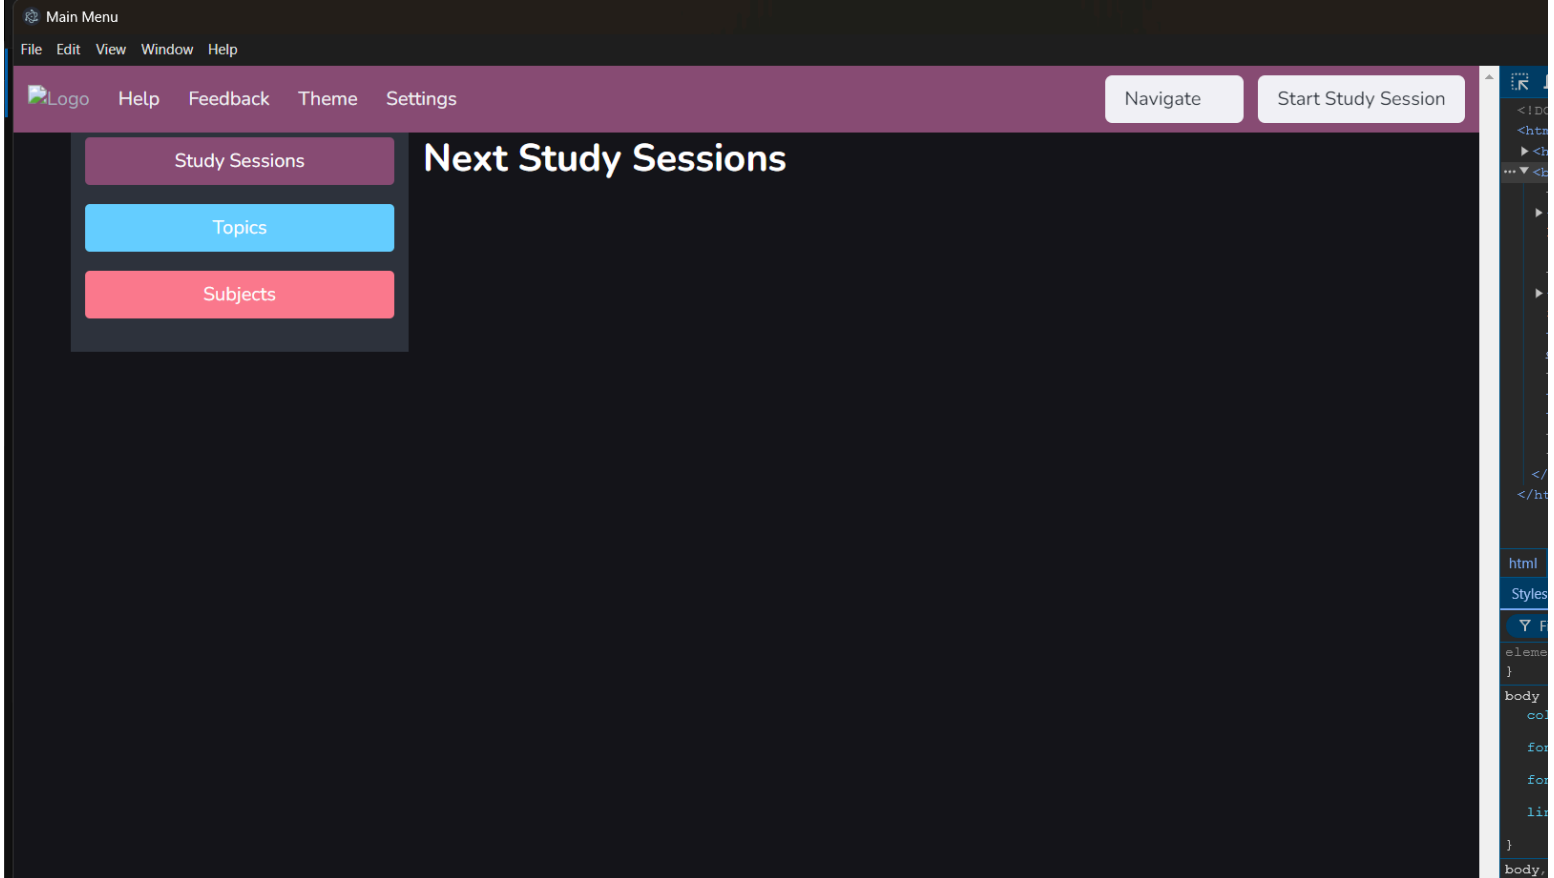 Main Menu
File Edit View Window Help
Logo Help Feedback Theme Settings Navigate Start Study Session
Study Sessions
Next Study Sessions
Topics
Subjects
html
Styles
}
body
}
body,